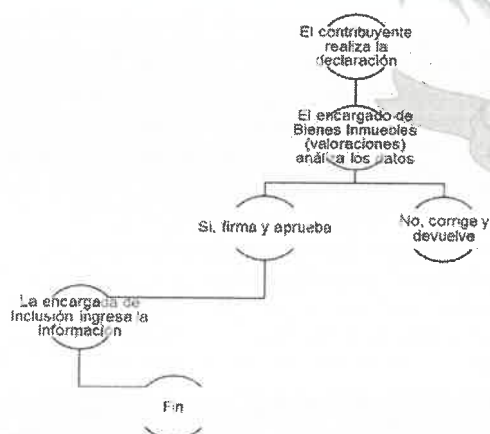 El contribuyente
realiza la
declaración
El encargado de
Bienes Inmuebles
(valoraciones)
analiza los datos
Si, firma y aprueba
No, corrige y
devuelve
La encargada de
Inclusión ingresa la
información
Fin